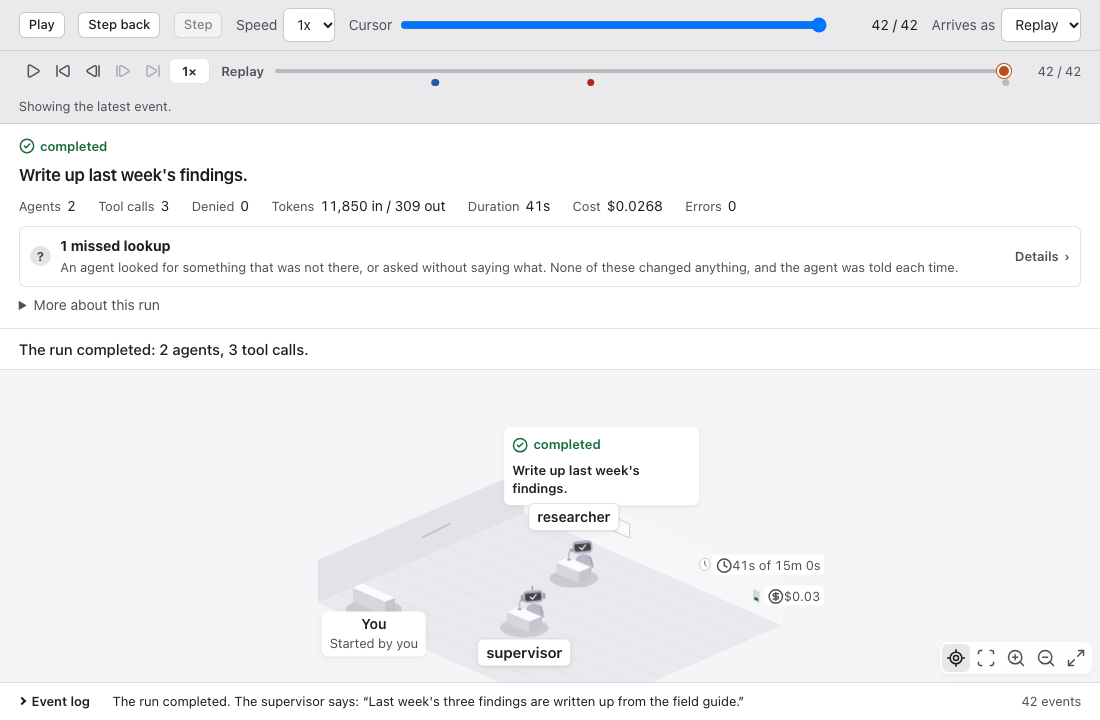 Play Step back Step Speed 1x Cursor 42 / 42 Arrives as Replay
1× Replay 42 / 42
Showing the latest event.
completed
Write up last week's findings.
Agents 2 Tool calls 3 Denied 0 Tokens 11,850 in / 309 out Duration 41s Cost $0.0268 Errors 0
? 1 missed lookup
An agent looked for something that was not there, or asked without saying what. None of these changed anything, and the agent was told each time.
Details ›
More about this run
The run completed: 2 agents, 3 tool calls.
completed
Write up last week's
findings.
researcher
41s of 15m 0s
$0.03
You
Started by you
supervisor
Event log The run completed. The supervisor says: “Last week's three findings are written up from the field guide.” 42 events